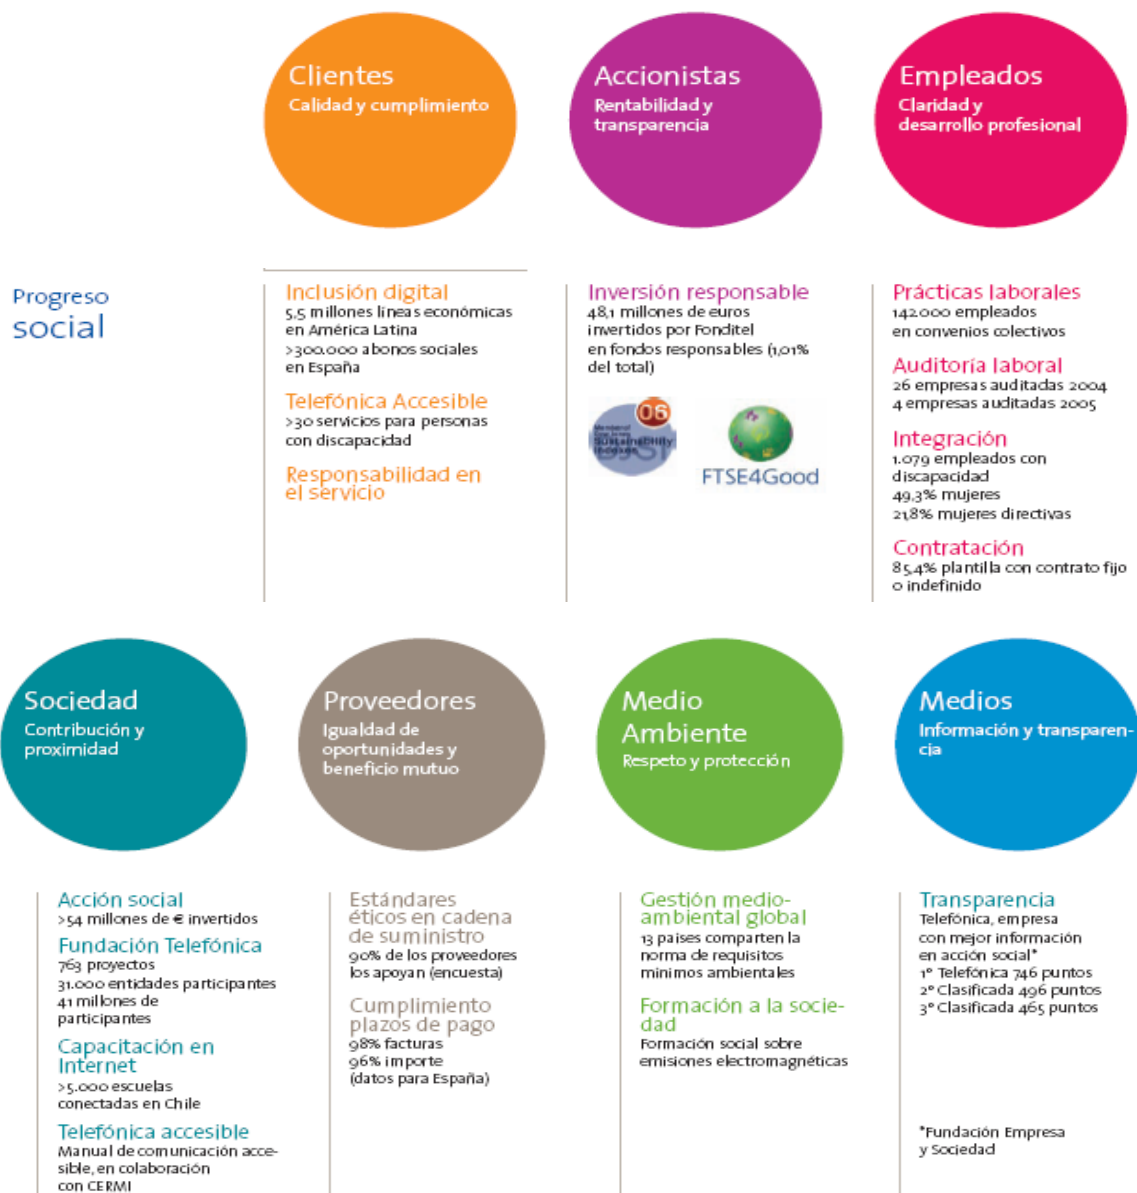 Clientes
Calidad y cumplimiento
Accionistas
Rentabilidad y
transparencia
Empleados
Claridad y
desarrollo profesional
Progreso
social
Inclusión digital
5,5 millones líneas económicas
en América Latina
>300.000 abonos sociales
en España
Telefónica Accesible
>30 servicios para personas
con discapacidad
Responsabilidad en
el servicio
Inversión responsable
48,1 millones de euros
invertidos por Fonditel
en fondos responsables (1,01%
del total)
06
Sustainability
Indexes
FTSE4Good
Prácticas laborales
142.000 empleados
en convenios colectivos
Auditoría laboral
26 empresas auditadas 2004
4 empresas auditadas 2005
Integración
1.079 empleados con
discapacidad
49,3% mujeres
21,8% mujeres directivas
Contratación
85,4% plantilla con contrato fijo
o indefinido
Sociedad
Contribución y
proximidad
Proveedores
Igualdad de
oportunidades y
beneficio mutuo
Medio
Ambiente
Respeto y protección
Medios
Información y transparen-
cia
Acción social
>54 millones de € invertidos
Fundación Telefónica
763 proyectos
31.000 entidades participantes
41 millones de
participantes
Capacitación en
Internet
>5.000 escuelas
conectadas en Chile
Telefónica accesible
Manual de comunicación acce-
sible, en colaboración
con CERMI
Estándares
éticos en cadena
de suministro
90% de los proveedores
los apoyan (encuesta)
Cumplimiento
plazos de pago
98% facturas
96% importe
(datos para España)
Gestión medio-
ambiental global
13 países comparten la
norma de requisitos
mínimos ambientales
Formación a la socie-
dad
Formación social sobre
emisiones electromagnéticas
Transparencia
Telefónica, empresa
con mejor información
en acción social*
1º Telefónica 746 puntos
2º Clasificada 496 puntos
3º Clasificada 465 puntos
*Fundación Empresa
y Sociedad